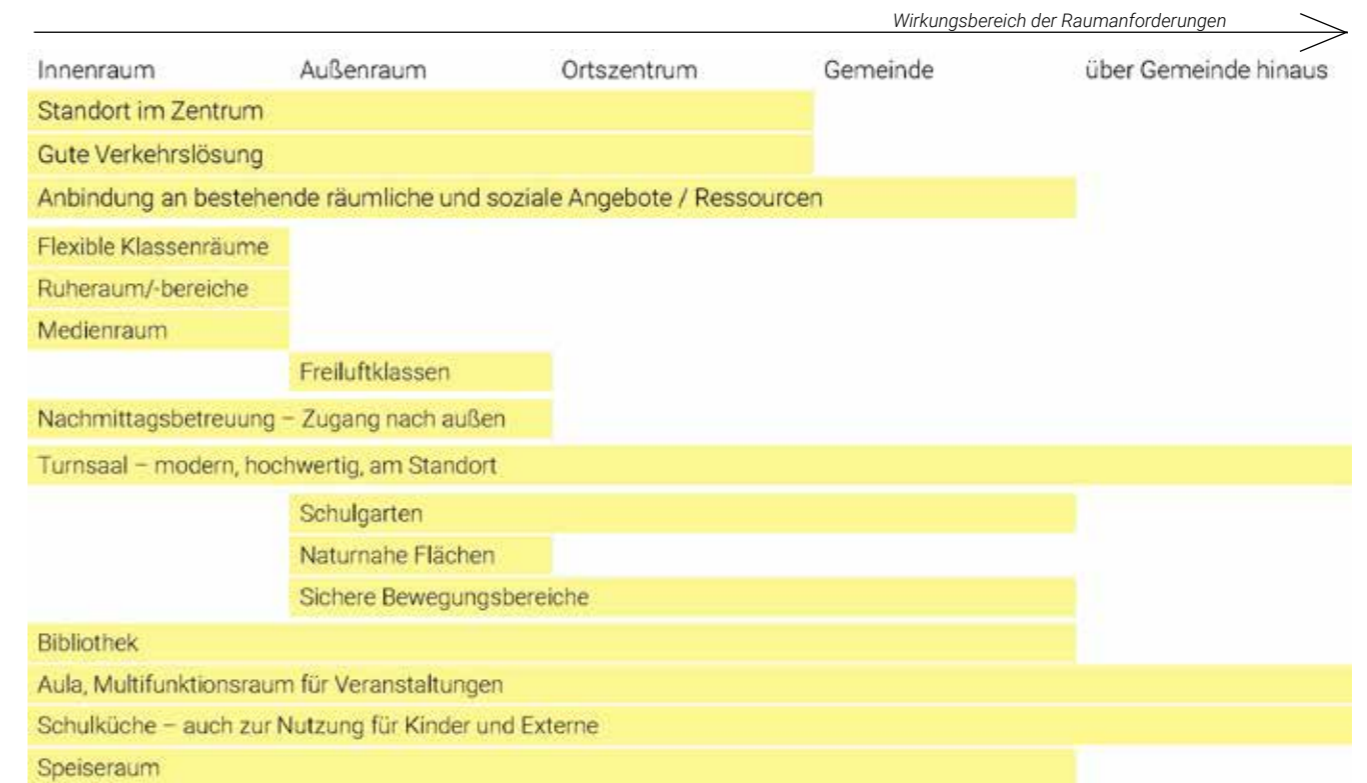 Wirkungsbereich der Raumanforderungen
Innenraum Außenraum Ortszentrum Gemeinde über Gemeinde hinaus
Standort im Zentrum
Gute Verkehrslösung
Anbindung an bestehende räumliche und soziale Angebote / Ressourcen
Flexible Klassenräume
Ruheraum/-bereiche
Medienraum
Freiluftklassen
Nachmittagsbetreuung – Zugang nach außen
Turnsaal – modern, hochwertig, am Standort
Schulgarten
Naturnahe Flächen
Sichere Bewegungsbereiche
Bibliothek
Aula, Multifunktionsraum für Veranstaltungen
Schulküche – auch zur Nutzung für Kinder und Externe
Speiseraum